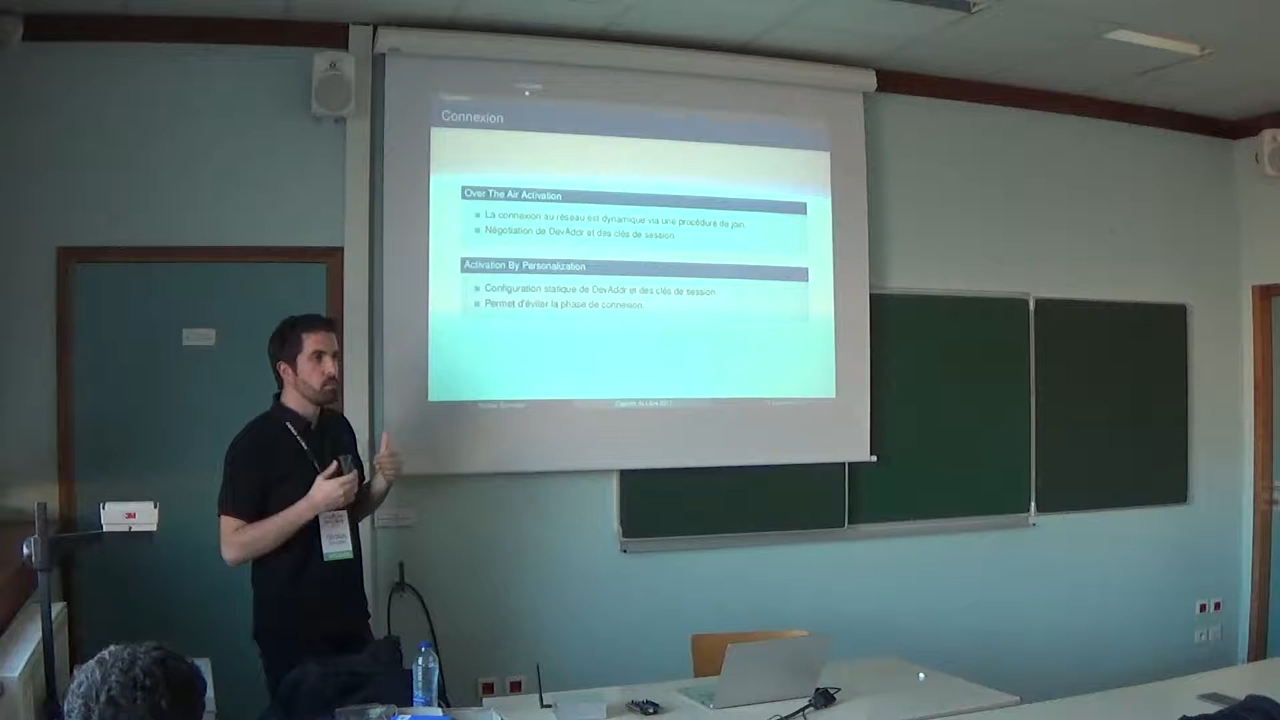 Connexion
Over The Air Activation
La connexion au réseau est dynamique via une procédure de join.
Négotiation de DevAddr et des clés de session.
Activation By Personalization
Configuration statique de DevAddr et des clés de session.
Permet d'éviter la phase de connexion.
3M